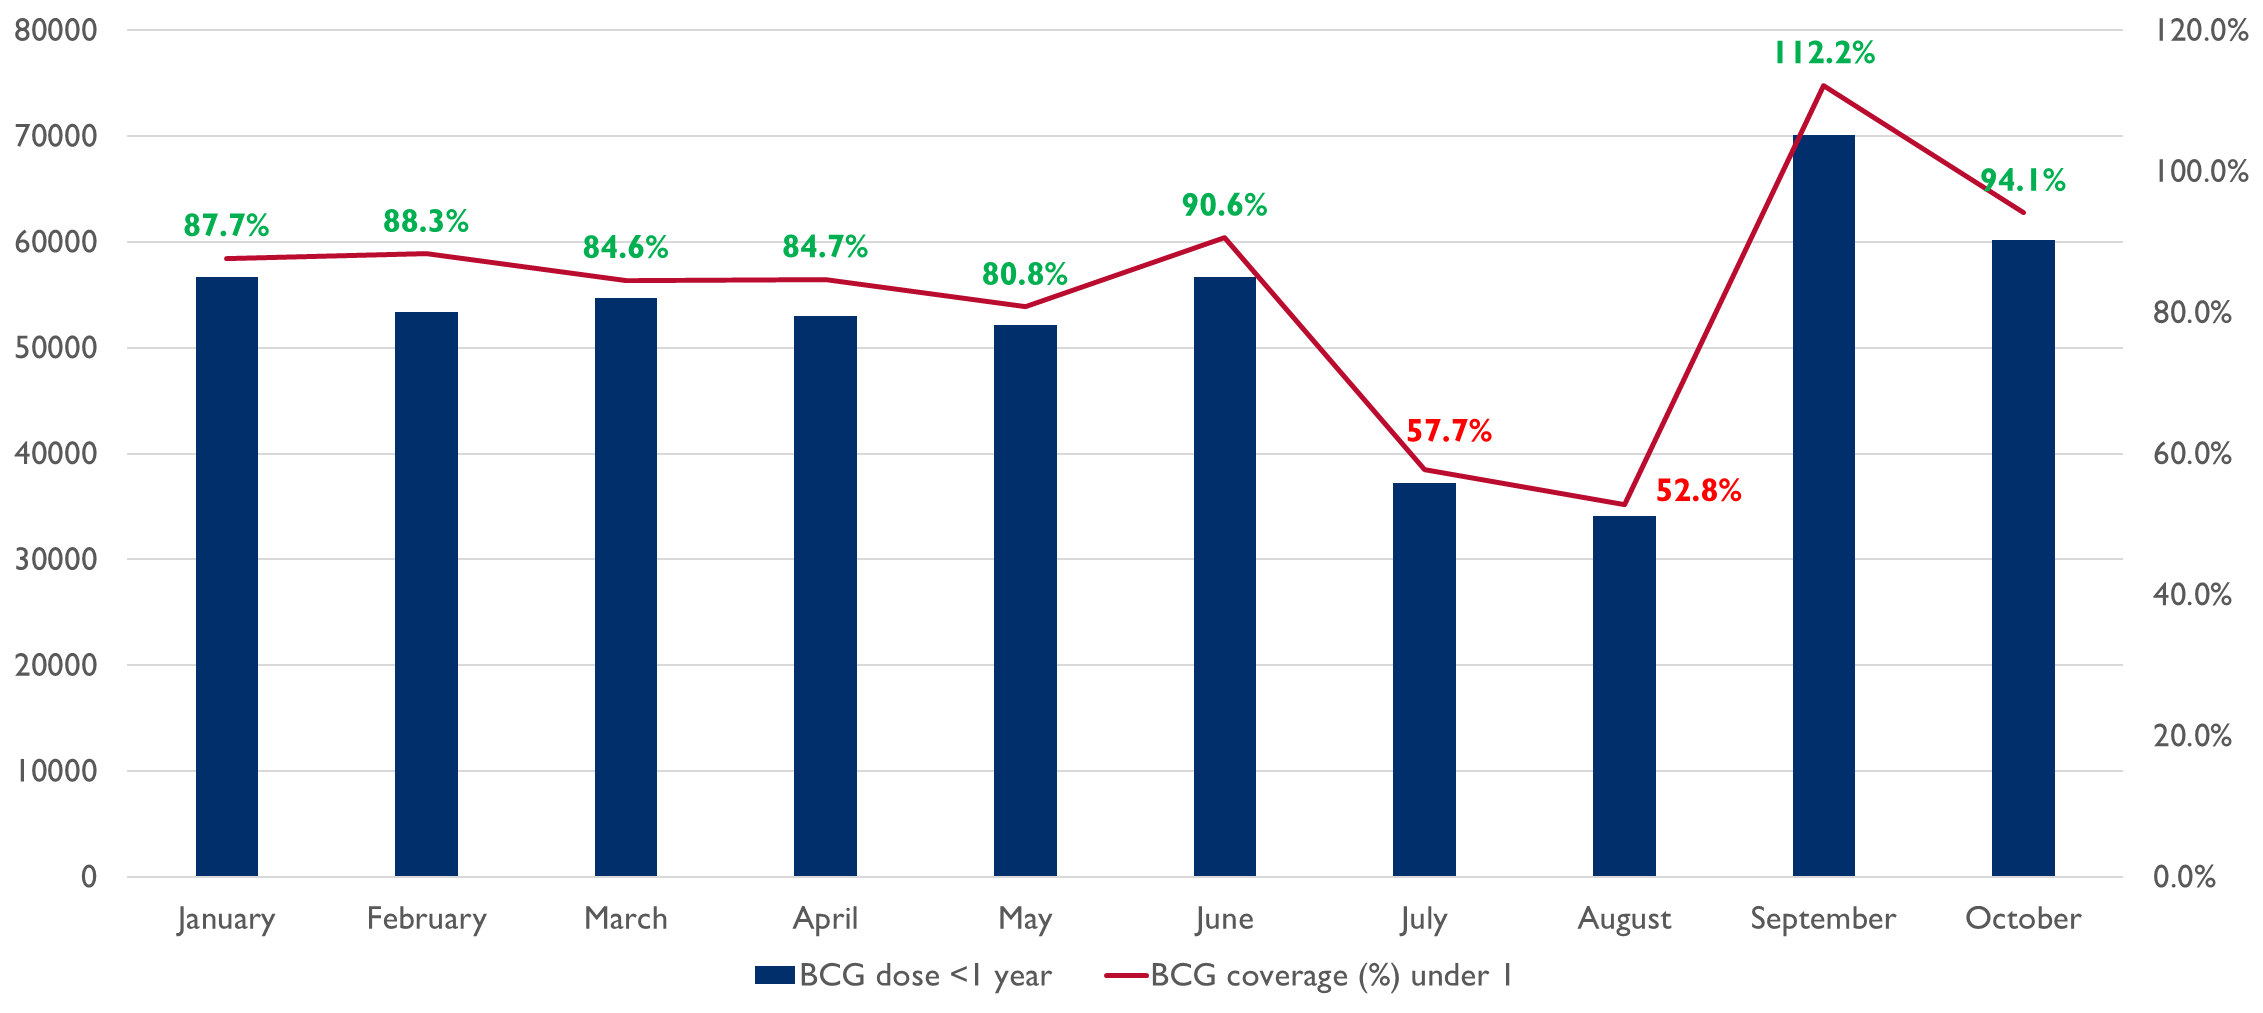 80000
70000
60000
50000
40000
30000
20000
10000
0
120.0%
100.0%
80.0%
60.0%
40.0%
20.0%
0.0%
87.7%
88.3%
84.6%
84.7%
80.8%
90.6%
57.7%
52.8%
112.2%
94.1%
January
February
March
April
May
June
July
August
September
October
BCG dose <1 year
BCG coverage (%) under 1